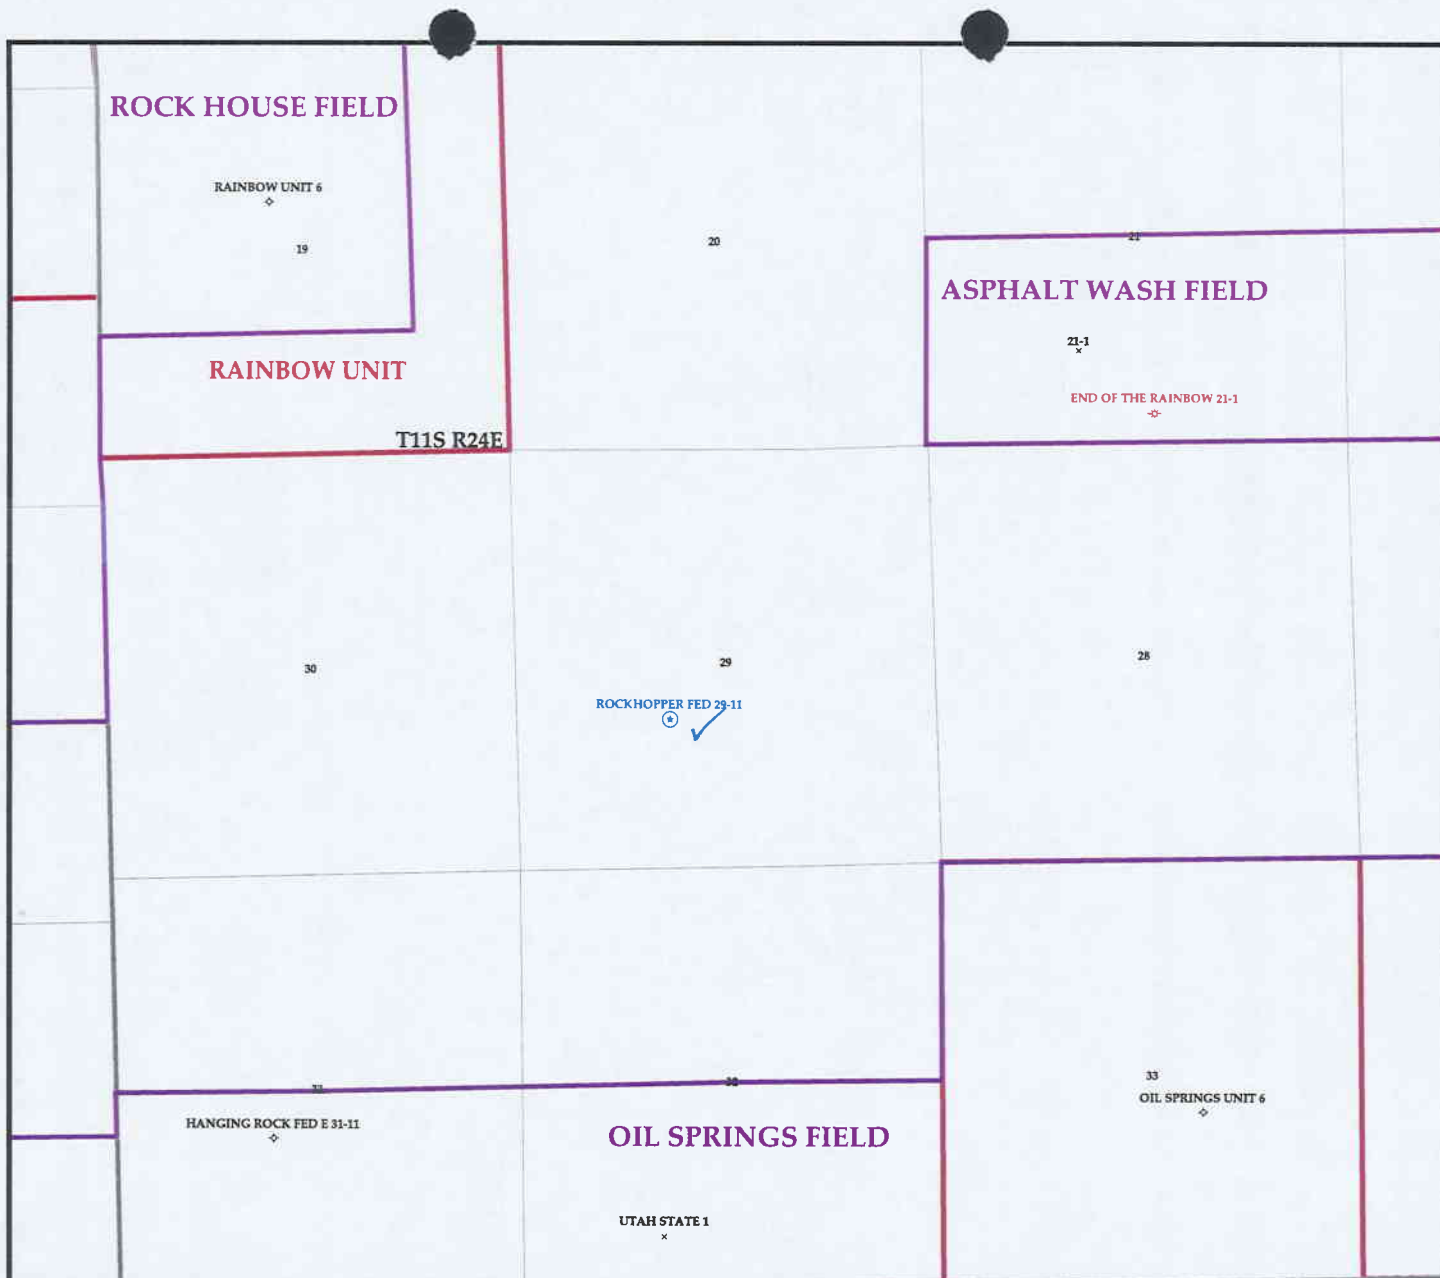 ROCK HOUSE FIELD
RAINBOW UNIT 6
19
20
21
ASPHALT WASH FIELD
21-1
RAINBOW UNIT
END OF THE RAINBOW 21-1
T11S R24E
30
29
28
ROCKHOPPER FED 29-11
33
32
OIL SPRINGS UNIT 6
HANGING ROCK FED E 31-11
OIL SPRINGS FIELD
UTAH STATE 1